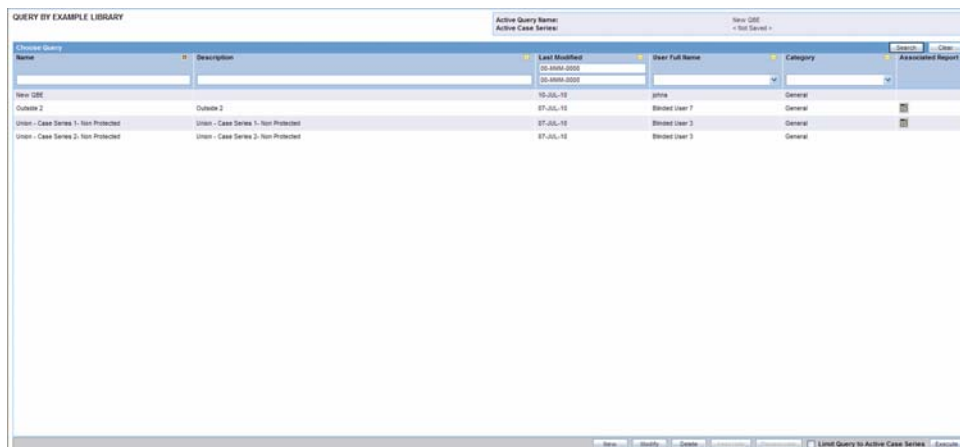 QUERY BY EXAMPLE LIBRARY
Active Query Name: New QBE
Active Case Series: < Not Saved >
Choose Query Search Clear
Name Description Last Modified User Full Name Category Associated Report
00-MMM-0000
00-MMM-0000
New QBE 10-JUL-10 General
Outside 2 Outside 2 07-JUL-10 Blinded User 7 General
Union - Case Series 1- Non Protected Union - Case Series 1- Non Protected 07-JUL-10 Blinded User 3 General
Union - Case Series 2- Non Protected Union - Case Series 2- Non Protected 07-JUL-10 Blinded User 3 General
New Modify Delete Limit Query to Active Case Series Execute